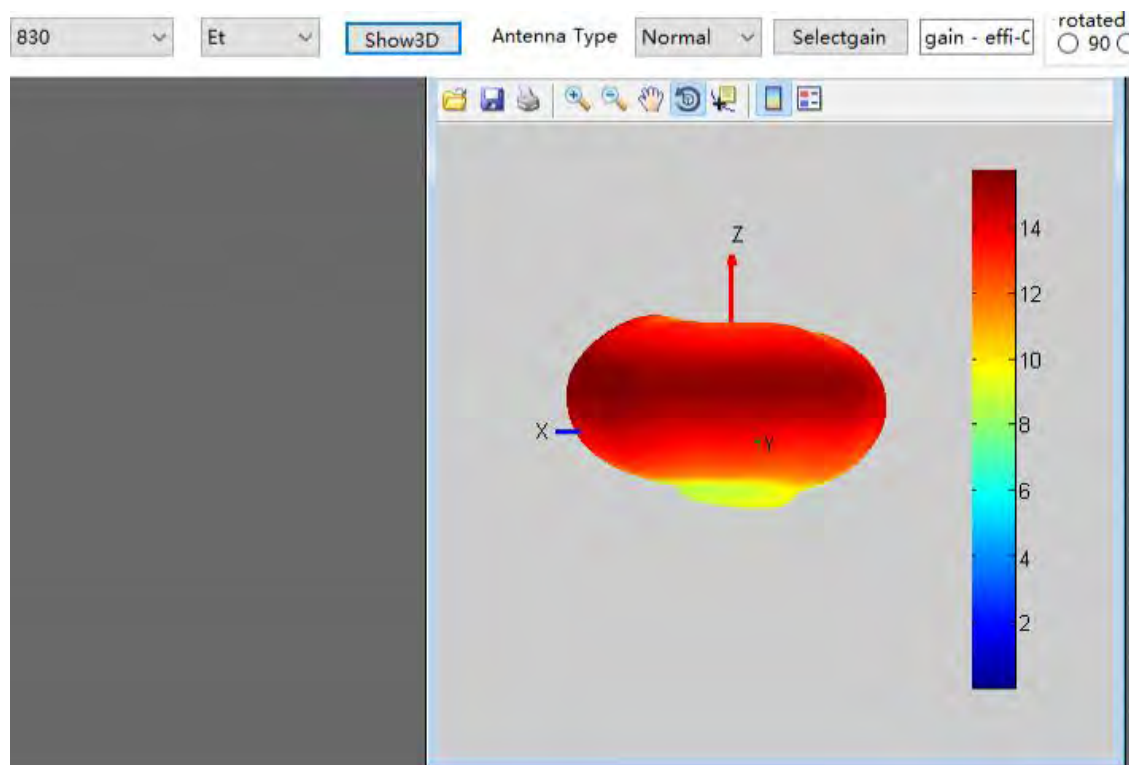 830 Et Show3D Antenna Type Normal Selectgain gain - effi-C rotated
90
Z
X
Y
14
12
10
8
6
4
2